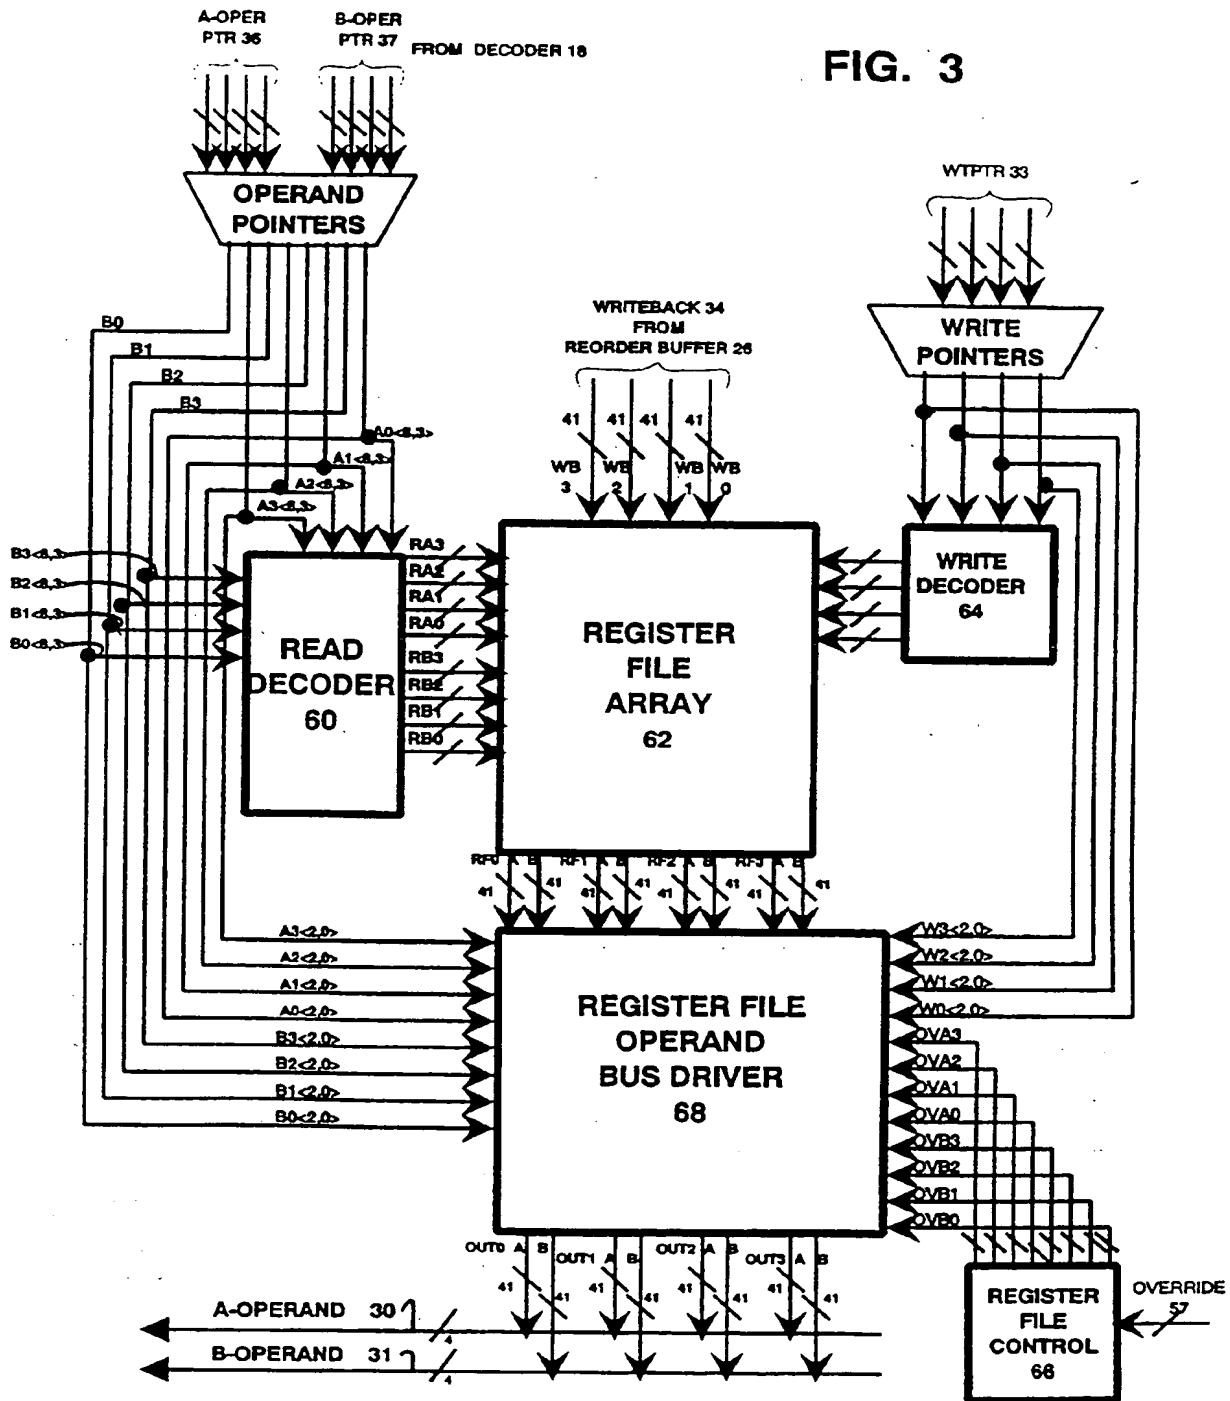 A-OPER
PTR 36
B-OPER
PTR 37
FROM DECODER 18
FIG. 3
OPERAND
POINTERS
WTPTR 33
WRITE
POINTERS
WRITEBACK 34
FROM
REORDER BUFFER 26
B0
B1
B2
B3
41 41 41 41
WB WB WB WB
3 2 1 0
A0<8,3>
A1<8,3>
A2<8,3>
A3<8,3>
B3<8,3>
B2<8,3>
B1<8,3>
B0<8,3>
READ
DECODER
60
RA3
RA2
RA1
RA0
RB3
RB2
RB1
RB0
REGISTER
FILE
ARRAY
62
WRITE
DECODER
64
RF0 A B RF1 A B RF2 A B RF3 A B
41 41 41 41 41 41 41 41
A3<2,0>
A2<2,0>
A1<2,0>
A0<2,0>
B3<2,0>
B2<2,0>
B1<2,0>
B0<2,0>
REGISTER FILE
OPERAND
BUS DRIVER
68
W3<2,0>
W2<2,0>
W1<2,0>
W0<2,0>
OVA3
OVA2
OVA1
OVA0
OVB3
OVB2
OVB1
OVB0
OUT0 A B OUT1 A B OUT2 A B OUT3 A B
41 41 41 41 41 41 41 41
A-OPERAND 30
4
B-OPERAND 31
4
REGISTER
FILE
CONTROL
66
OVERRIDE
57